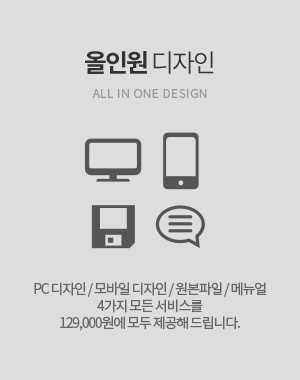 올인원 디자인
ALL IN ONE DESIGN
PC 디자인 / 모바일 디자인 / 원본파일 / 메뉴얼
4가지 모든 서비스를
129,000원에 모두 제공해 드립니다.